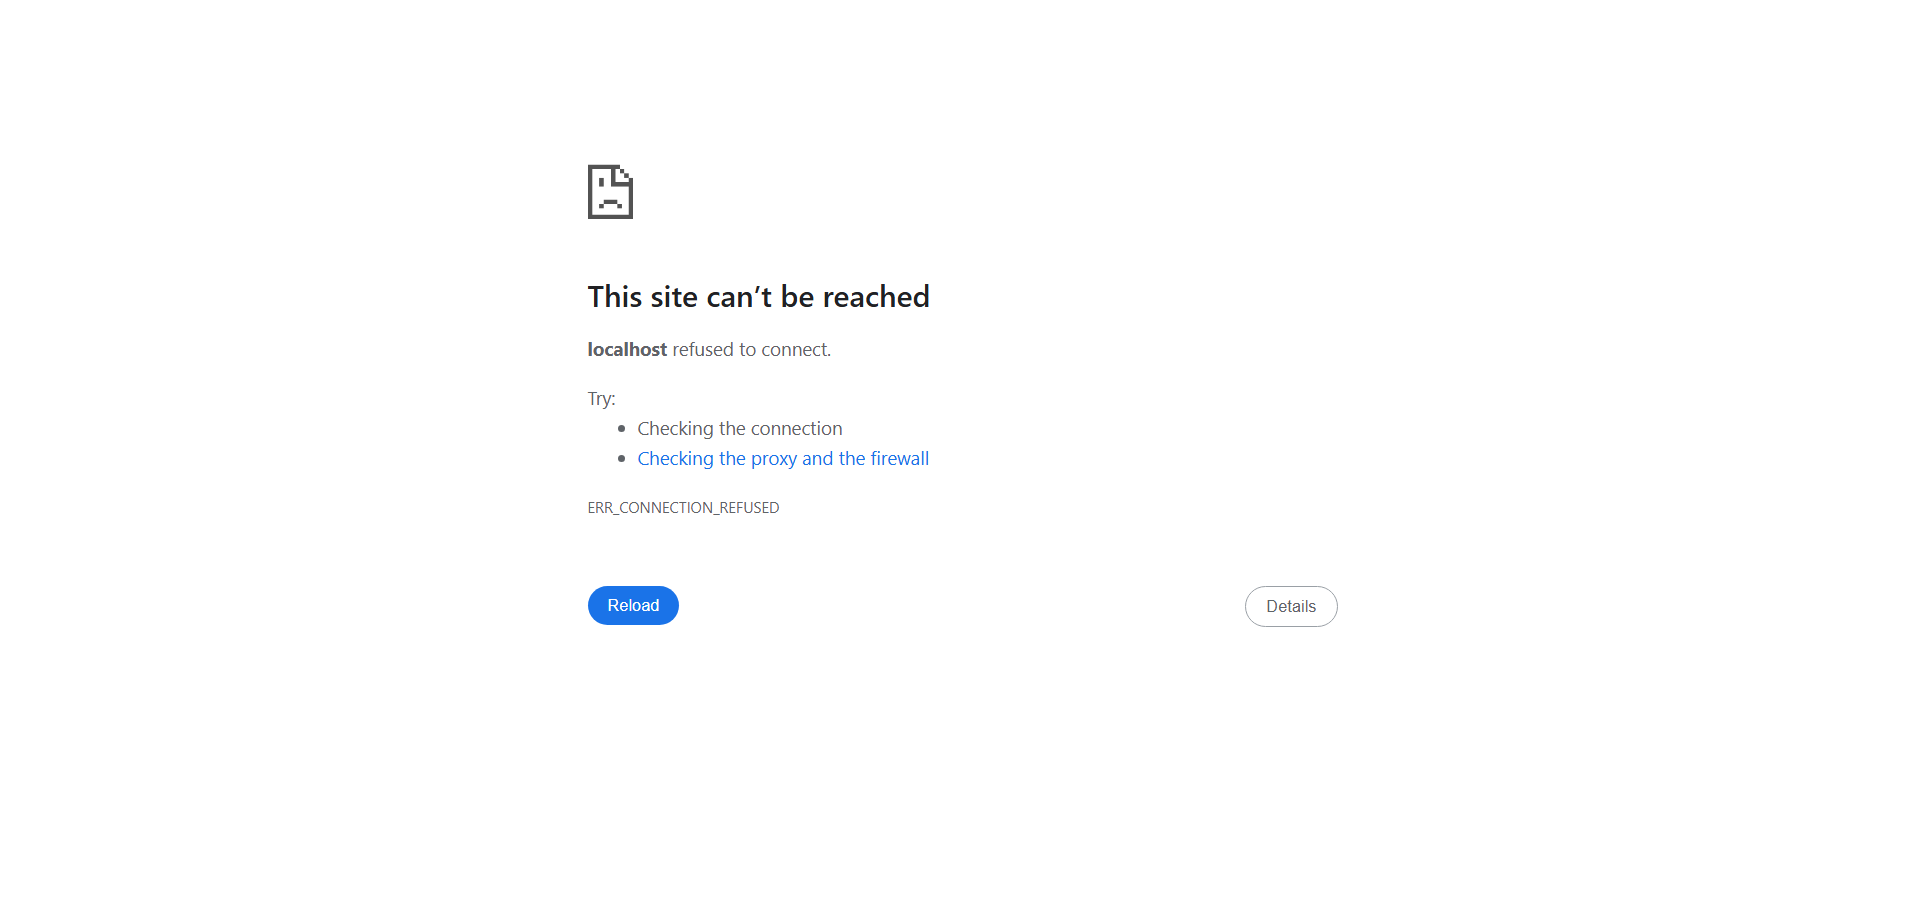 This site can’t be reached
localhost refused to connect.
Try:
Checking the connection
Checking the proxy and the firewall
ERR_CONNECTION_REFUSED
Reload
Details